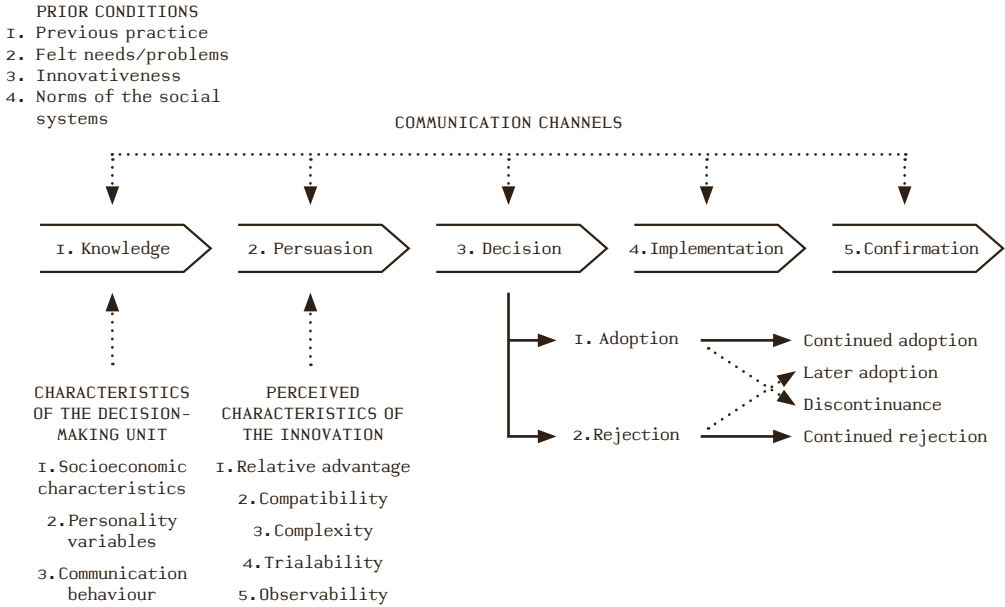 PRIOR CONDITIONS
1. Previous practice
2. Felt needs/problems
3. Innovativeness
4. Norms of the social
systems
COMMUNICATION CHANNELS
1. Knowledge
2. Persuasion
3. Decision
4.Implementation
5.Confirmation
1. Adoption
Continued adoption
Later adoption
Discontinuance
2.Rejection
Continued rejection
CHARACTERISTICS
OF THE DECISION-
MAKING UNIT
1.Socioeconomic
characteristics
2.Personality
variables
3.Communication
behaviour
PERCEIVED
CHARACTERISTICS OF
THE INNOVATION
1.Relative advantage
2.Compatibility
3.Complexity
4.Trialability
5.Observability